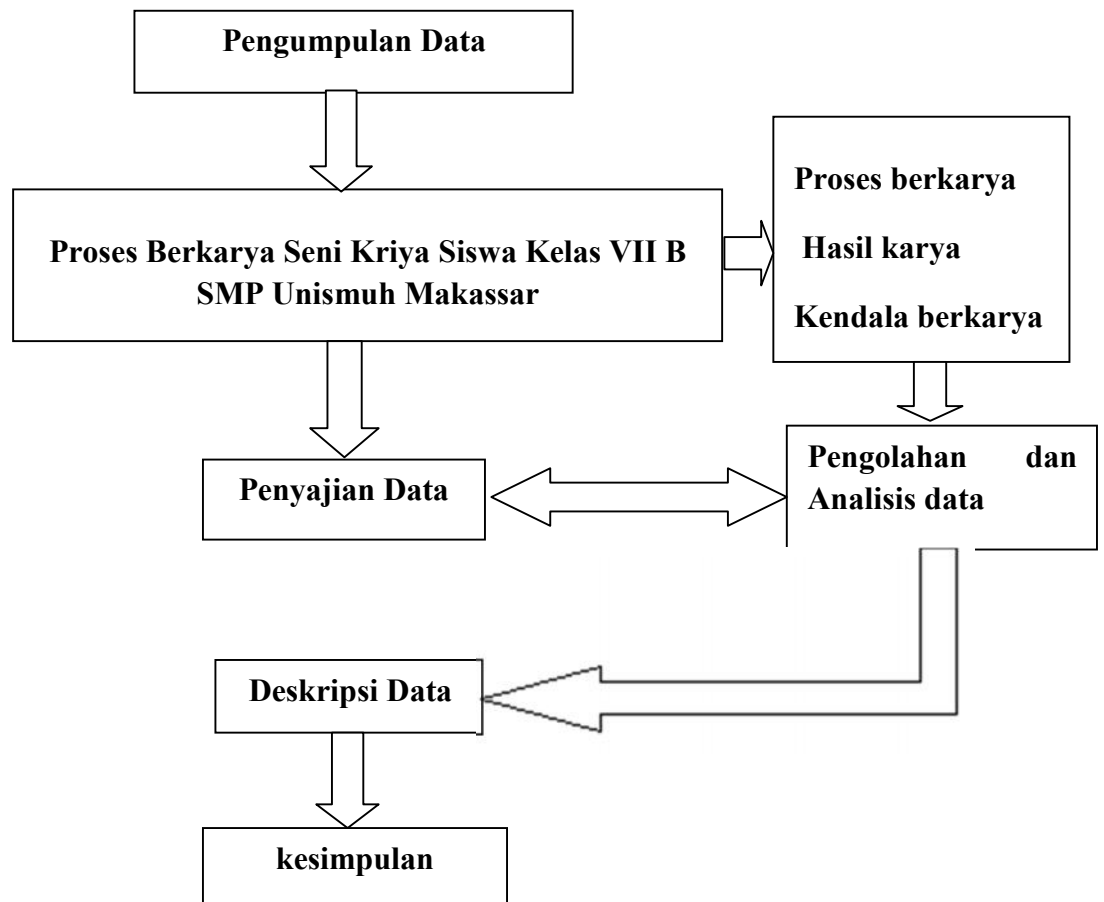 Pengumpulan Data
Proses Berkarya Seni Kriya Siswa Kelas VII B
SMP Unismuh Makassar
Proses berkarya
Hasil karya
Kendala berkarya
Penyajian Data
Pengolahan dan
Analisis data
Deskripsi Data
kesimpulan